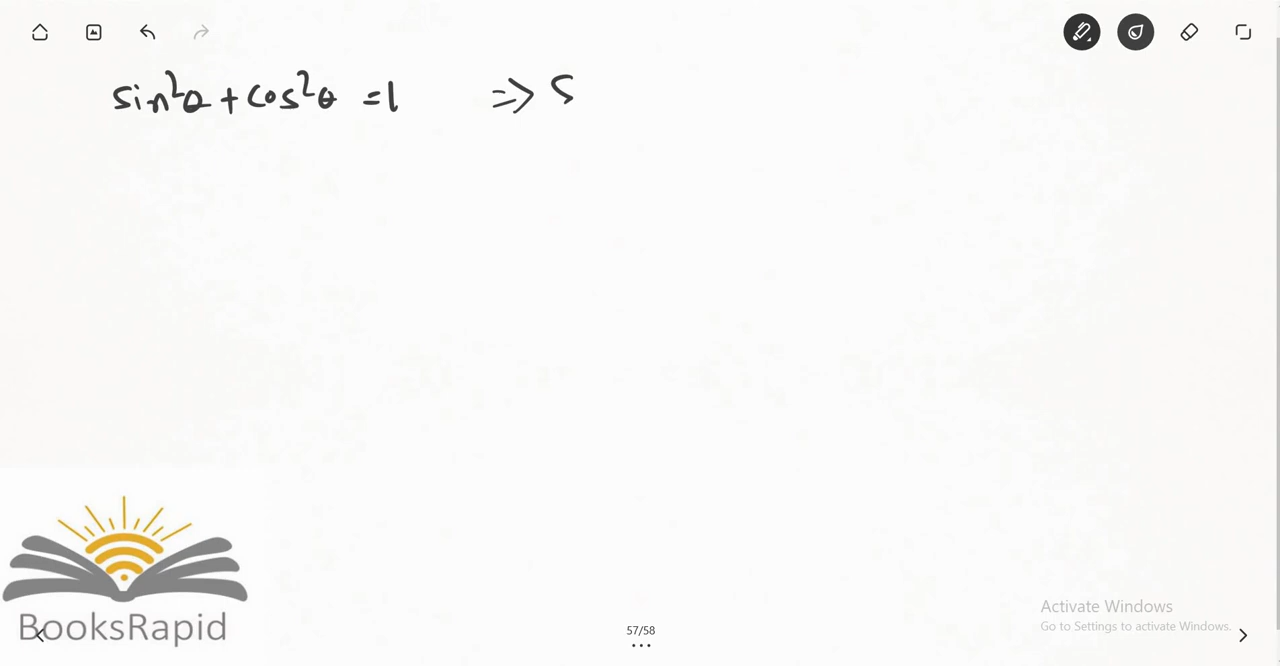 sin²θ + cos²θ = 1 ⇒ S
BooksRapid
Activate Windows
Go to Settings to activate Windows.
57/58